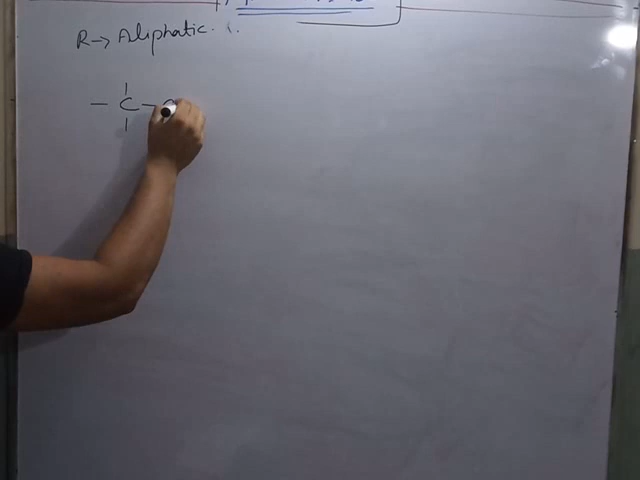 R → Aliphatic.
— C —